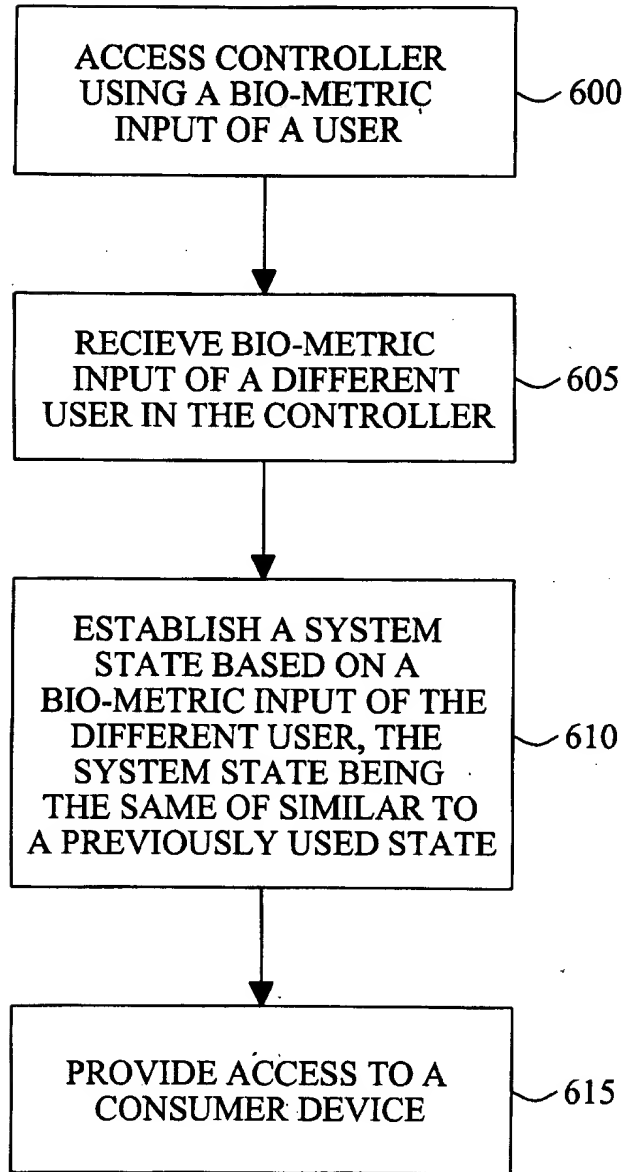 ACCESS CONTROLLER
USING A BIO-METRIC
INPUT OF A USER
600
RECIEVE BIO-METRIC
INPUT OF A DIFFERENT
USER IN THE CONTROLLER
605
ESTABLISH A SYSTEM
STATE BASED ON A
BIO-METRIC INPUT OF THE
DIFFERENT USER, THE
SYSTEM STATE BEING
THE SAME OF SIMILAR TO
A PREVIOUSLY USED STATE
610
PROVIDE ACCESS TO A
CONSUMER DEVICE
615